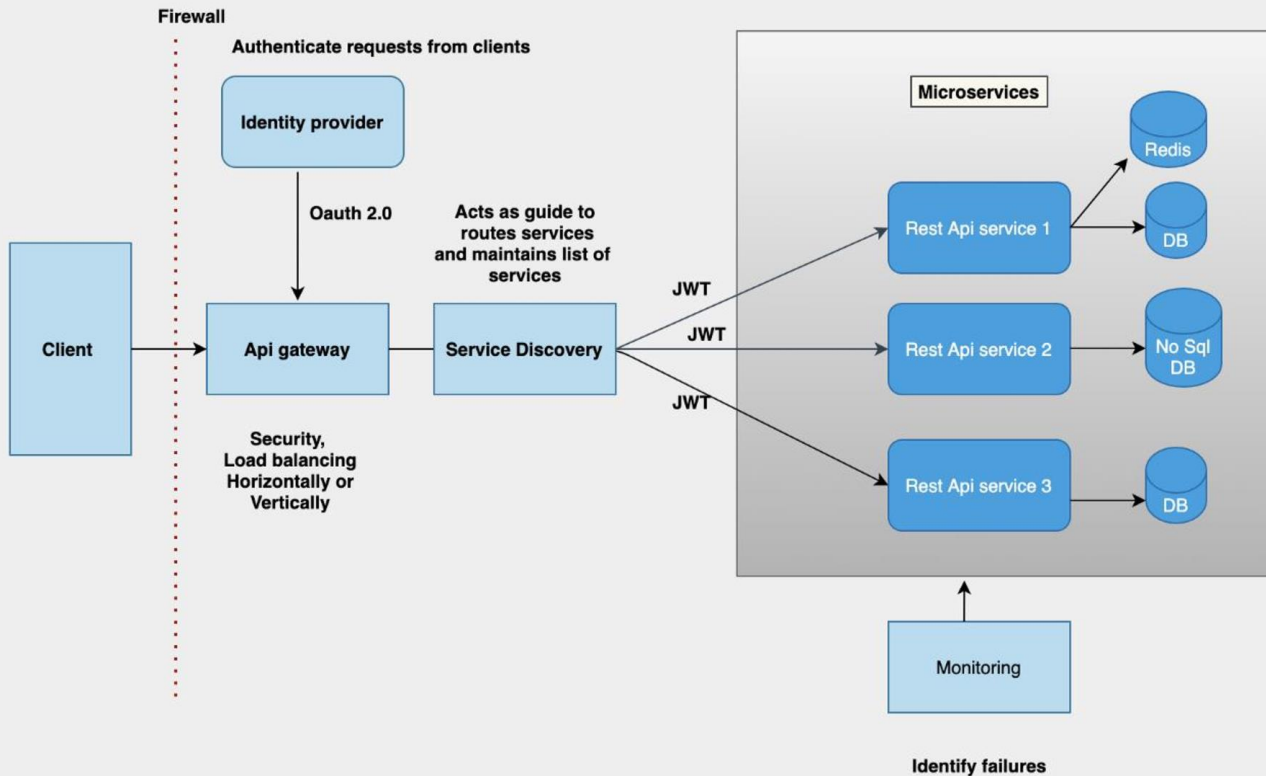 Firewall
Authenticate requests from clients
Identity provider
Oauth 2.0
Acts as guide to
routes services
and maintains list of
services
Client
Api gateway
Service Discovery
Security,
Load balancing
Horizontally or
Vertically
JWT
JWT
JWT
Microservices
Redis
Rest Api service 1
DB
Rest Api service 2
No Sql
DB
Rest Api service 3
DB
Monitoring
Identify failures